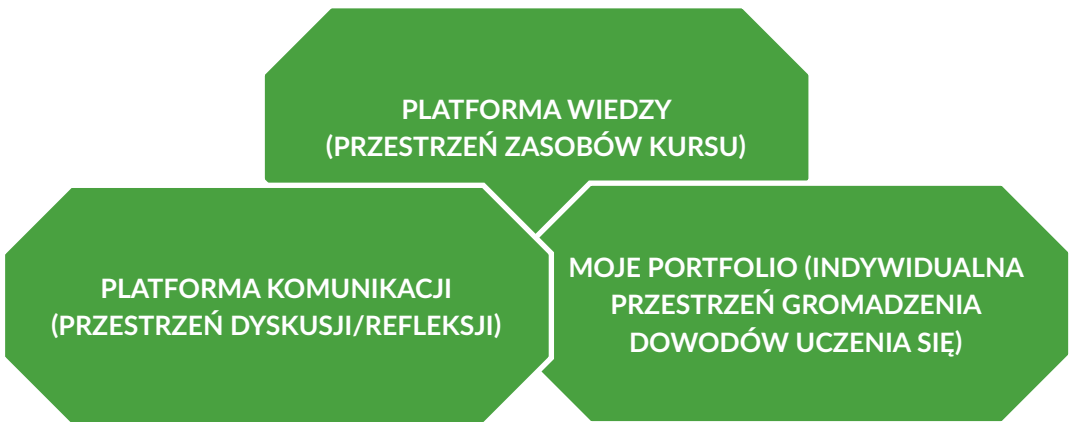 PLATFORMA WIEDZY
(PRZESTRZEŃ ZASOBÓW KURSU)
PLATFORMA KOMUNIKACJI
(PRZESTRZEŃ DYSKUSJI/REFLEKSJI)
MOJE PORTFOLIO (INDYWIDUALNA
PRZESTRZEŃ GROMADZENIA
DOWODÓW UCZENIA SIĘ)